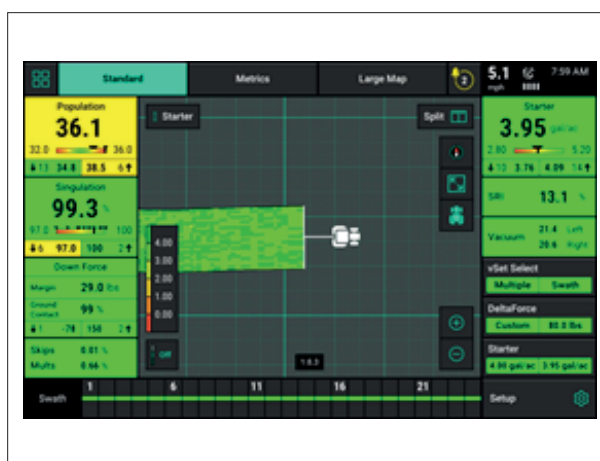 Standard Metrics Large Map 2 5.1 mph 7:59 AM
Population
36.1
32.0 36.0
13 34.8 38.5 6
Singulation
99.3 %
97.0 100
6 97.0 100 2
Down Force
Margin 29.0 lbs
Ground Contact 99 %
1 -78 150 2
Skips 0.01 %
Mults 0.66 %
Starter
Split
4.00
3.00
2.00
1.00
0.00
Off
Starter
3.95 gal/ac
2.80 5.20
10 3.76 4.09 14
SRI 13.1 %
Vacuum 21.4 Left
20.6 Right
vSet Select
Multiple Swath
DeltaForce
Custom 80.0 lbs
Starter
4.00 gal/ac 3.95 gal/ac
Swath 1 6 11 16 21
Setup